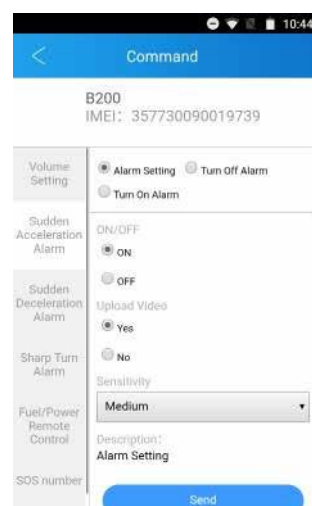 10:44
Command
B200
IMEI: 357730090019739
Volume
Setting
Sudden
Acceleration
Alarm
Sudden
Deceleration
Alarm
Sharp Turn
Alarm
Fuel/Power
Remote
Control
SOS number
Alarm Setting
Turn Off Alarm
Turn On Alarm
ON/OFF
ON
OFF
Upload Video
Yes
No
Sensitivity
Medium
Description:
Alarm Setting
Send